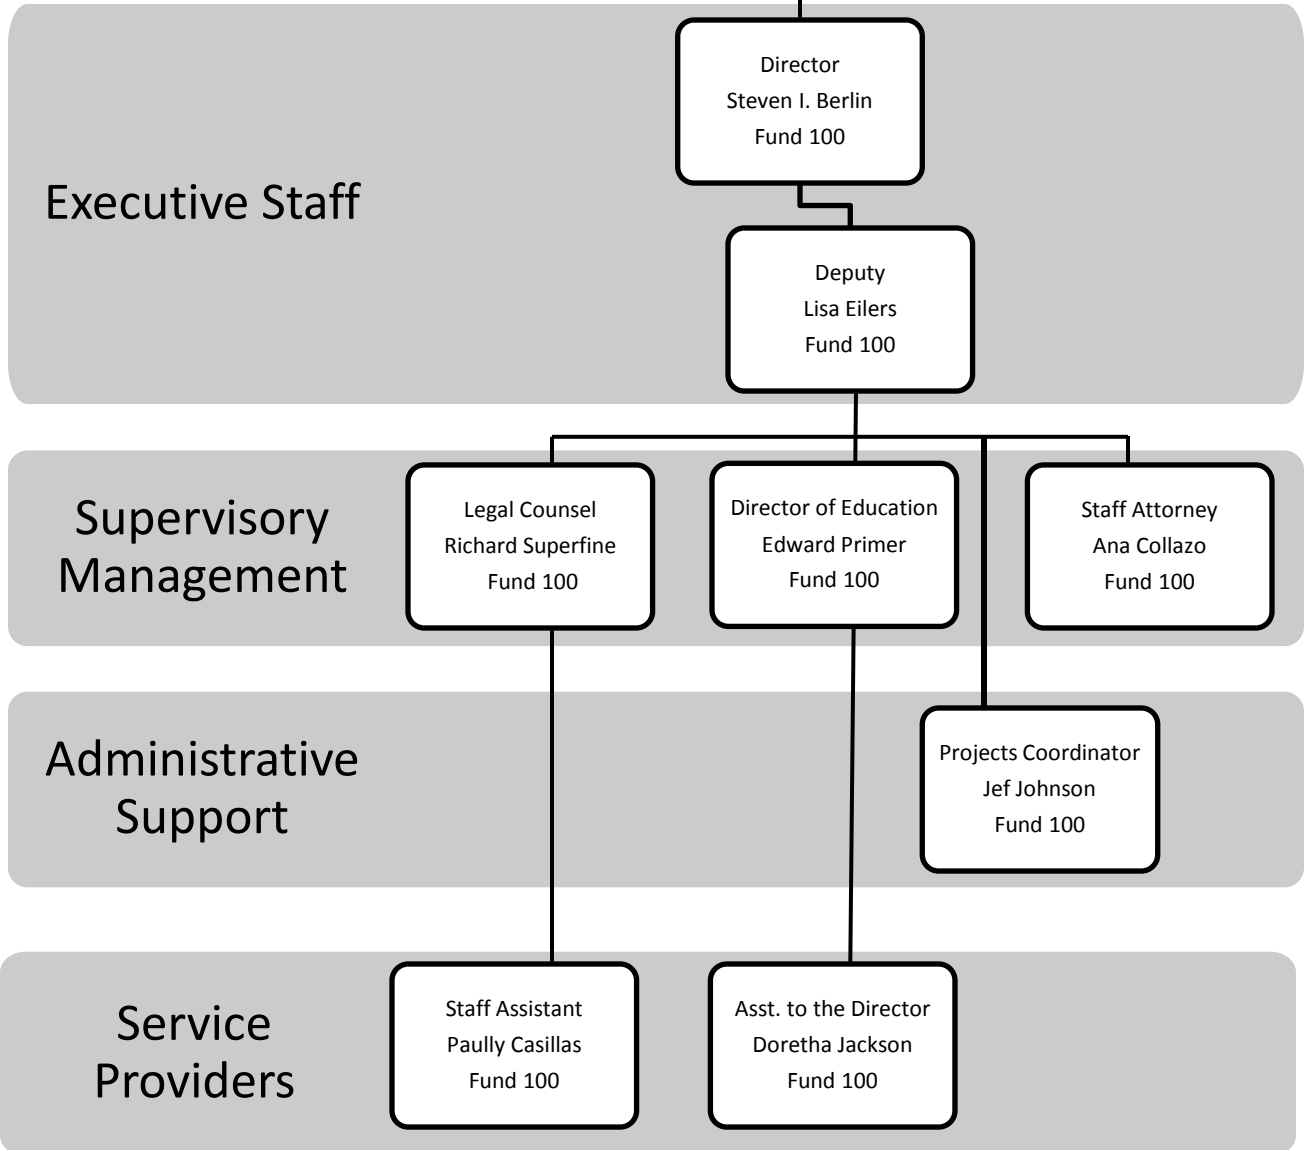 Executive Staff
Director
Steven I. Berlin
Fund 100
Deputy
Lisa Eilers
Fund 100
Supervisory
Management
Legal Counsel
Richard Superfine
Fund 100
Director of Education
Edward Primer
Fund 100
Staff Attorney
Ana Collazo
Fund 100
Administrative
Support
Projects Coordinator
Jef Johnson
Fund 100
Service
Providers
Staff Assistant
Paully Casillas
Fund 100
Asst. to the Director
Doretha Jackson
Fund 100